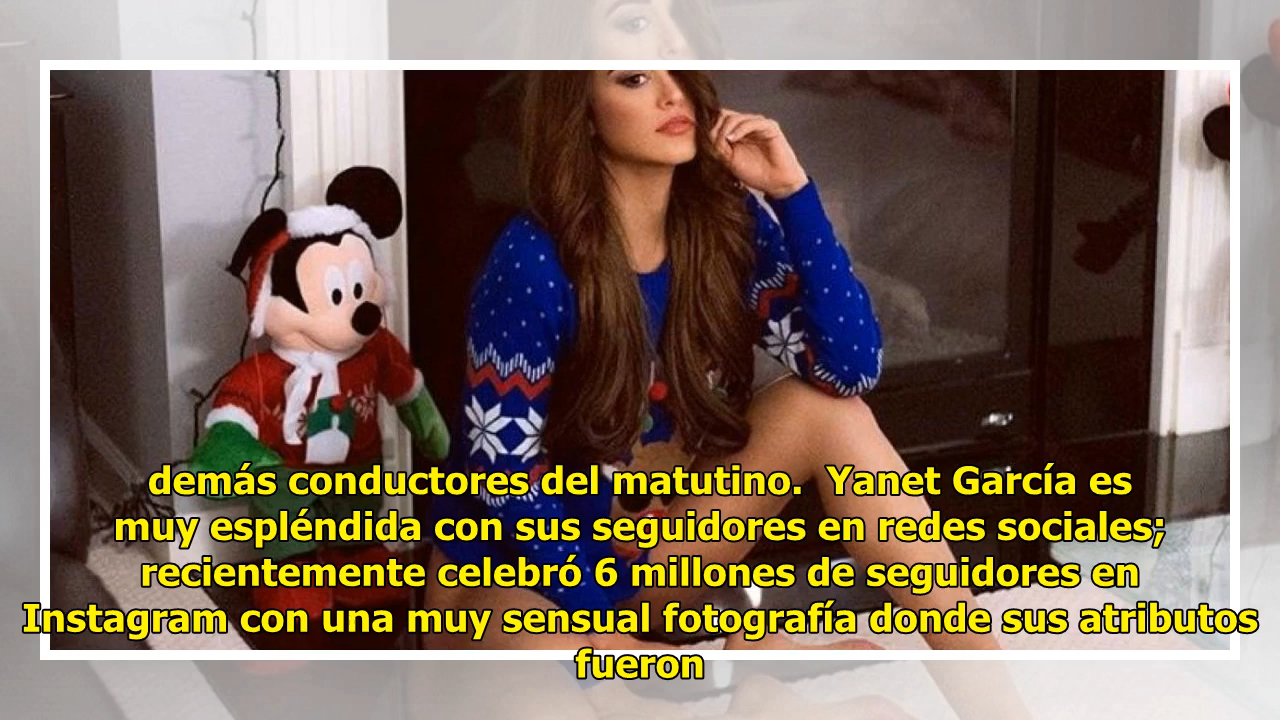 demás conductores del matutino.  Yanet García es
muy espléndida con sus seguidores en redes sociales;
recientemente celebró 6 millones de seguidores en
Instagram con una muy sensual fotografía donde sus atributos
fueron